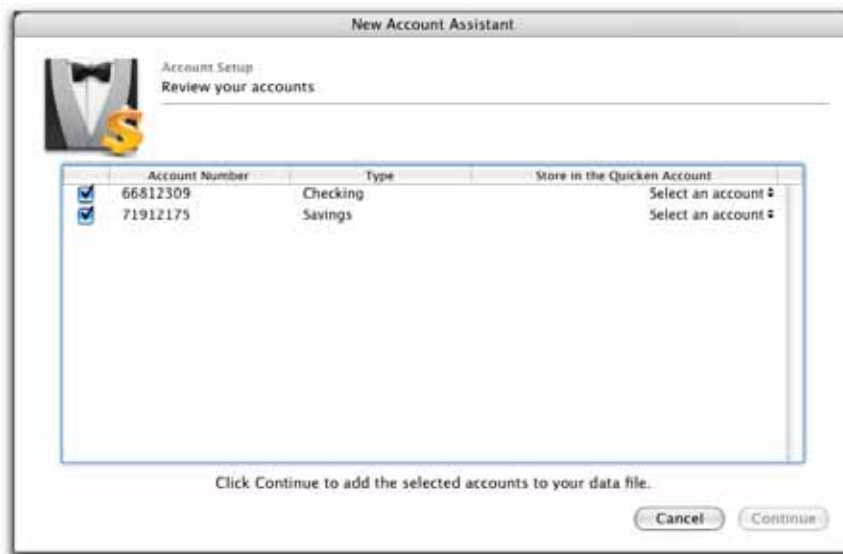 New Account Assistant
Account Setup
Review your accounts
Account Number Type Store in the Quicken Account
66812309 Checking Select an account
71912175 Savings Select an account
Click Continue to add the selected accounts to your data file.
Cancel Continue